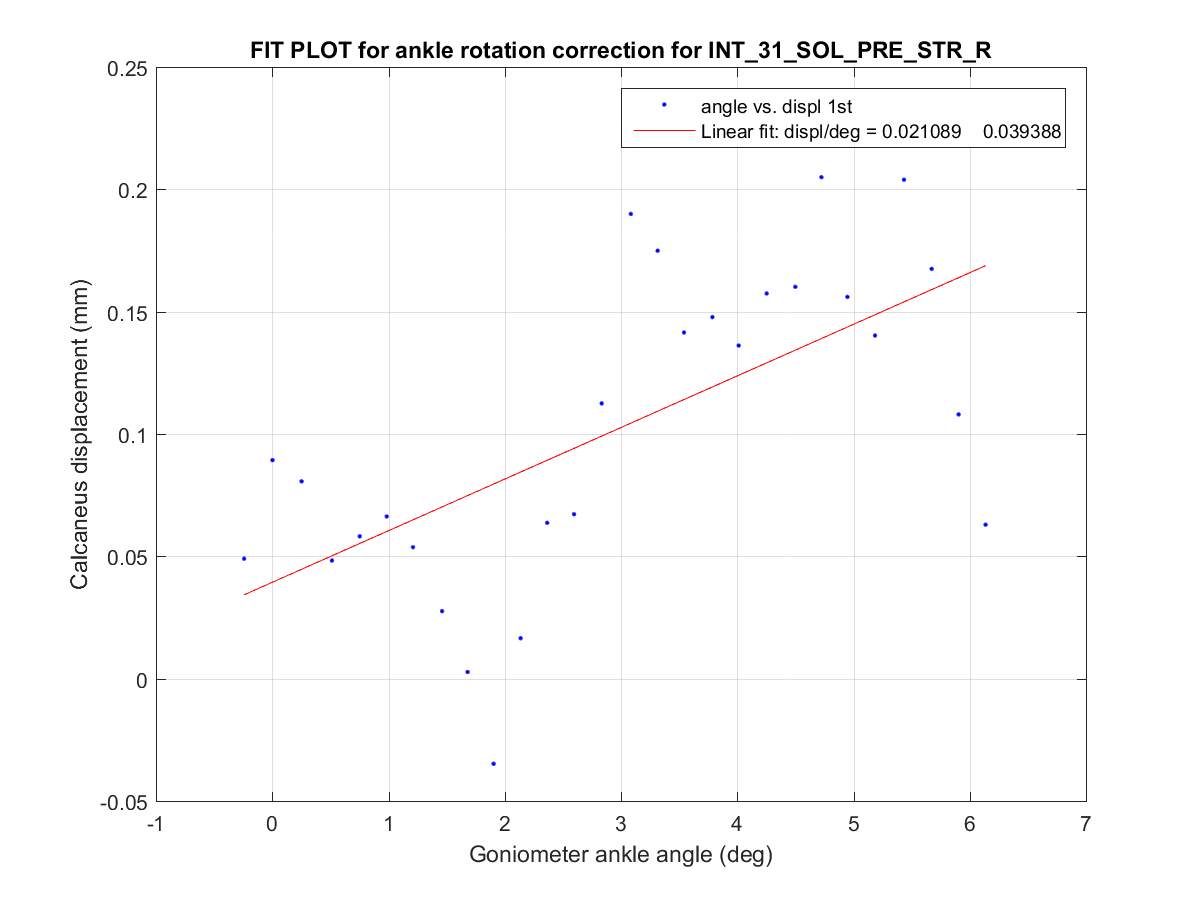 FIT PLOT for ankle rotation correction for INT_31_SOL_PRE_STR_R
0.25
0.2
0.15
0.1
0.05
0
-0.05
Calcaneus displacement (mm)
angle vs. displ 1st
Linear fit: displ/deg = 0.021089 0.039388
-1 0 1 2 3 4 5 6 7
Goniometer ankle angle (deg)